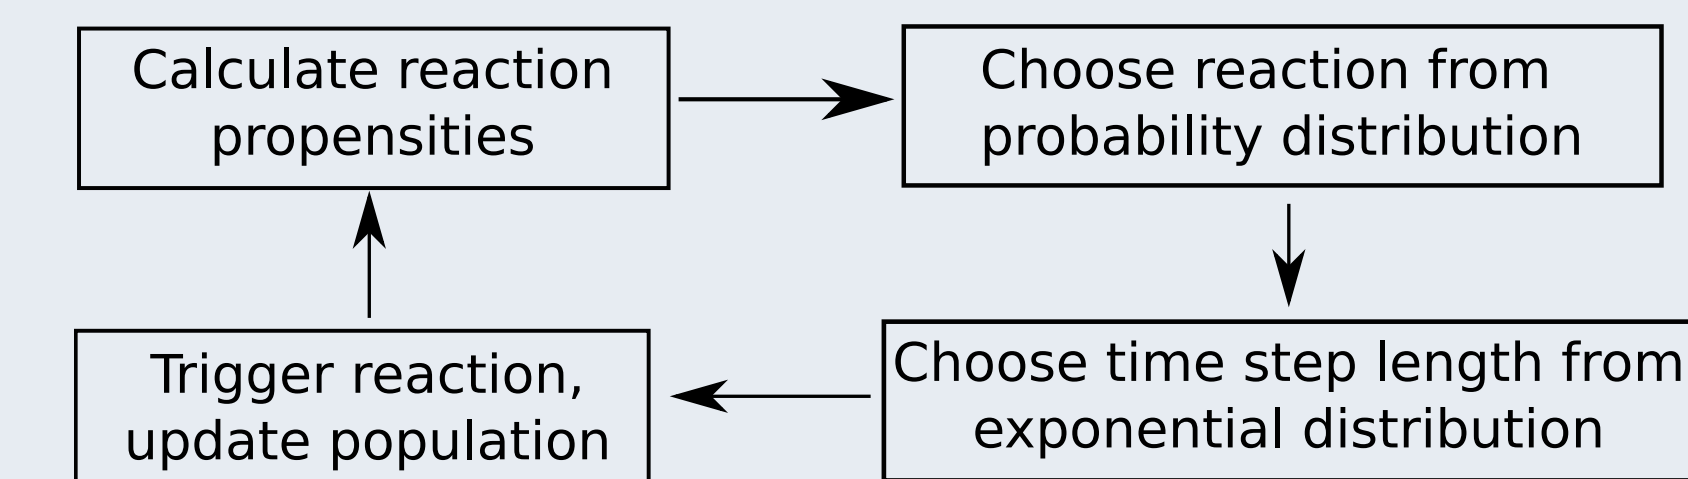 Calculate reaction
propensities
Choose reaction from
probability distribution
Choose time step length from
exponential distribution
Trigger reaction,
update population